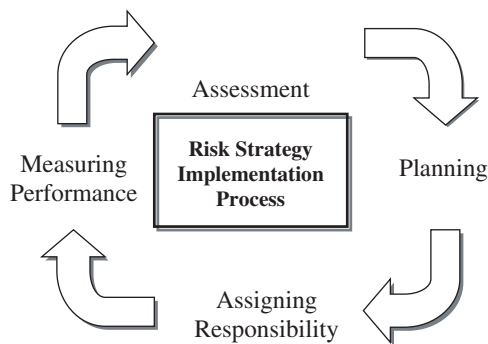 Assessment
Risk Strategy
Implementation
Process
Planning
Assigning
Responsibility
Measuring
Performance